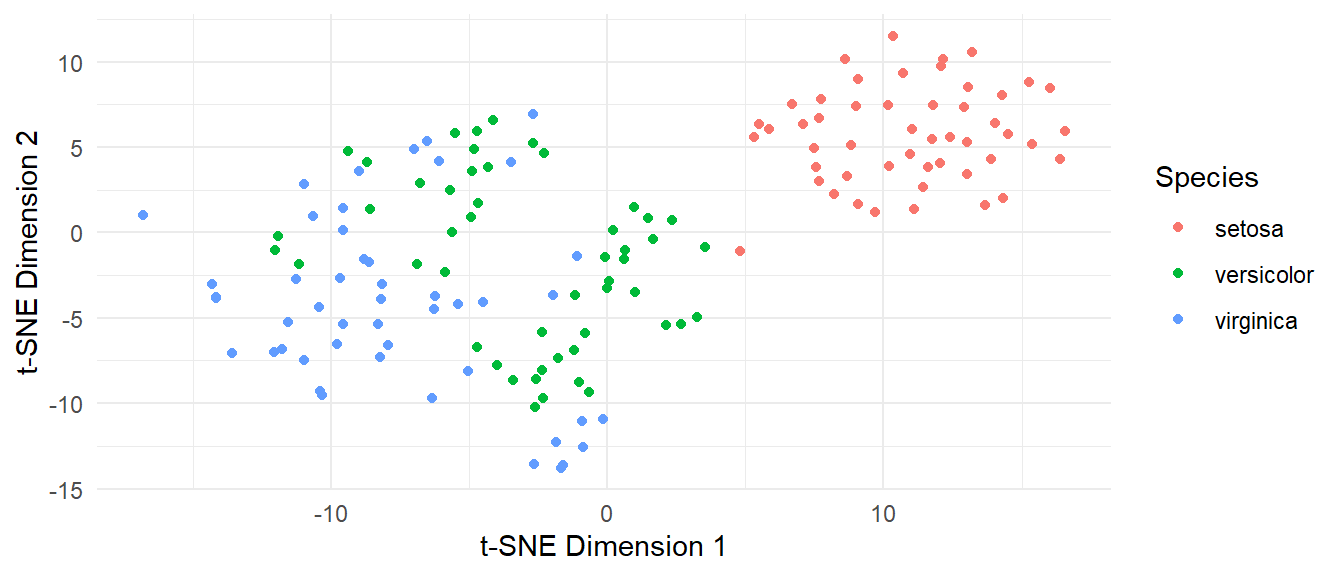 10
5
0
-5
-10
-15
t-SNE Dimension 2
-10 0 10
t-SNE Dimension 1
Species
setosa
versicolor
virginica